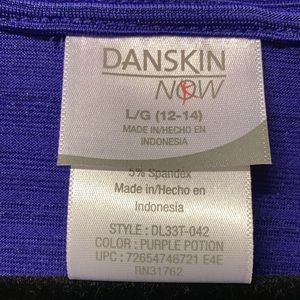 DANSKIN
NOW
L/G (12-14)
MADE IN/HECHO EN
INDONESIA
5% Spandex
Made in/Hecho en
Indonesia
STYLE : DL33T-042
COLOR : PURPLE POTION
UPC : 72654746721 E4E
RN31762